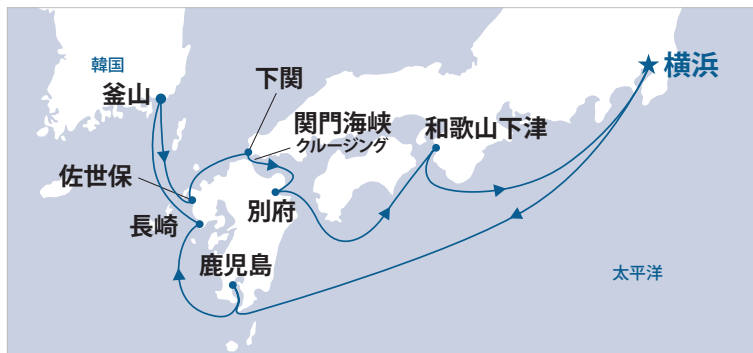 韓国
釜山
下関
関門海峡
クルージング
和歌山下津
★横浜
佐世保
長崎
別府
鹿児島
太平洋